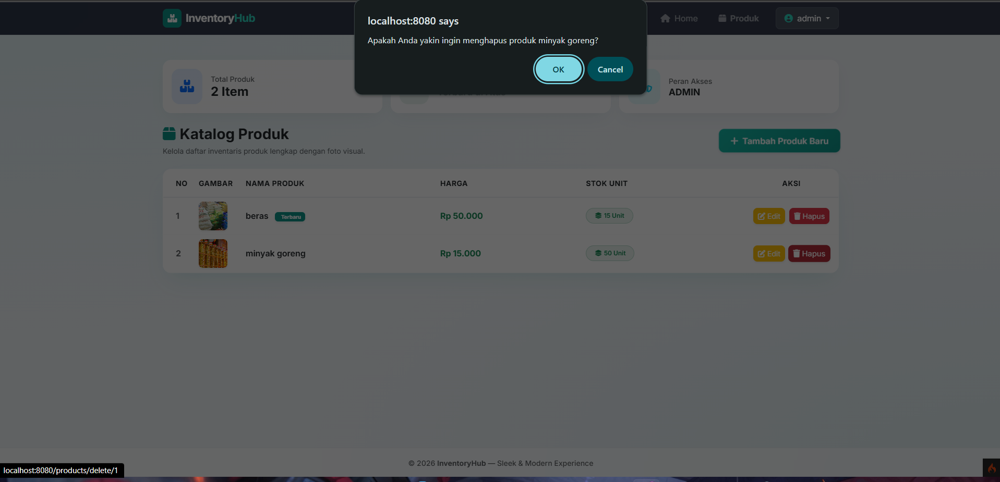 localhost:8080 says
Apakah Anda yakin ingin menghapus produk minyak goreng?
OK
Cancel
InventoryHub
Home
Produk
admin
Total Produk
2 Item
Peran Akses
ADMIN
Katalog Produk
Kelola daftar inventaris produk lengkap dengan foto visual.
+ Tambah Produk Baru
NO GAMBAR NAMA PRODUK HARGA STOK UNIT AKSI
1 beras Terbaru Rp 50.000 15 Unit Edit Hapus
2 minyak goreng Rp 15.000 50 Unit Edit Hapus
© 2026 InventoryHub — Sleek & Modern Experience
localhost:8080/products/delete/1